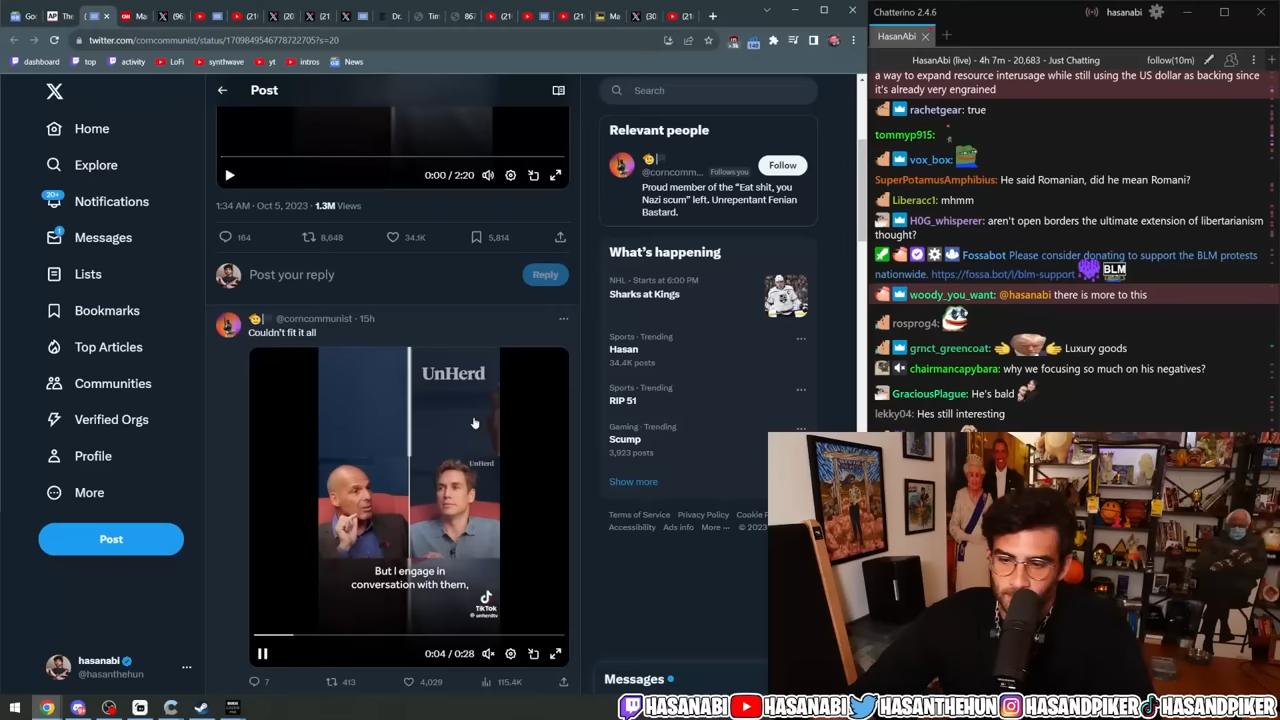 Chatterino 2.4.6
hasanabi
twitter.com/corncommunist/status/1709849546778722705?s=20
HasanAbi
dashboard
top
activity
LoFi
synthwave
yt
intros
News
HasanAbi (live) - 4h 7m - 20,683 - Just Chatting
follow(10m)
Post
Search
Home
Explore
20+
Notifications
Messages
Lists
Bookmarks
Top Articles
Communities
Verified Orgs
Profile
More
Post
hasanabi
@hasanthehun
0:00 / 2:20
1:34 AM · Oct 5, 2023 · 1.3M Views
164
8,648
34.1K
5,814
Post your reply
Reply
@corncommunist · 15h
Couldn't fit it all
UnHerd
UnHerd
But I engage in
conversation with them,
TikTok
@ unherdtv
0:04 / 0:28
7
413
4,029
115.4K
Relevant people
@corncomm...
Follows you
Follow
Proud member of the "Eat shit, you
Nazi scum" left. Unrepentant Fenian
Bastard.
What's happening
NHL · Starts at 6:00 PM
Sharks at Kings
Sports · Trending
Hasan
34.4K posts
Sports · Trending
RIP 51
Gaming · Trending
Scump
3,923 posts
Show more
Terms of Service
Privacy Policy
Cookie P
Accessibility
Ads info
More ···
© 2023
Messages
a way to expand resource interusage while still using the US dollar as backing since
it's already very engrained
rachetgear: true
tommyp915:
vox_box:
SuperPotamusAmphibius: He said Romanian, did he mean Romani?
Liberacc1: mhmm
H0G_whisperer: aren't open borders the ultimate extension of libertarianism
thought?
Fossabot Please consider donating to support the BLM protests
nationwide. https://fossa.bot/l/blm-support
BLM
woody_you_want: @hasanabi there is more to this
rosprog4:
grnct_greencoat: Luxury goods
chairmancapybara: why we focusing so much on his negatives?
GraciousPlague: He's bald
lekky04: Hes still interesting
HASANABI
HASANABI
HASANTHEHUN
HASANDPIKER
HASANDPIKER